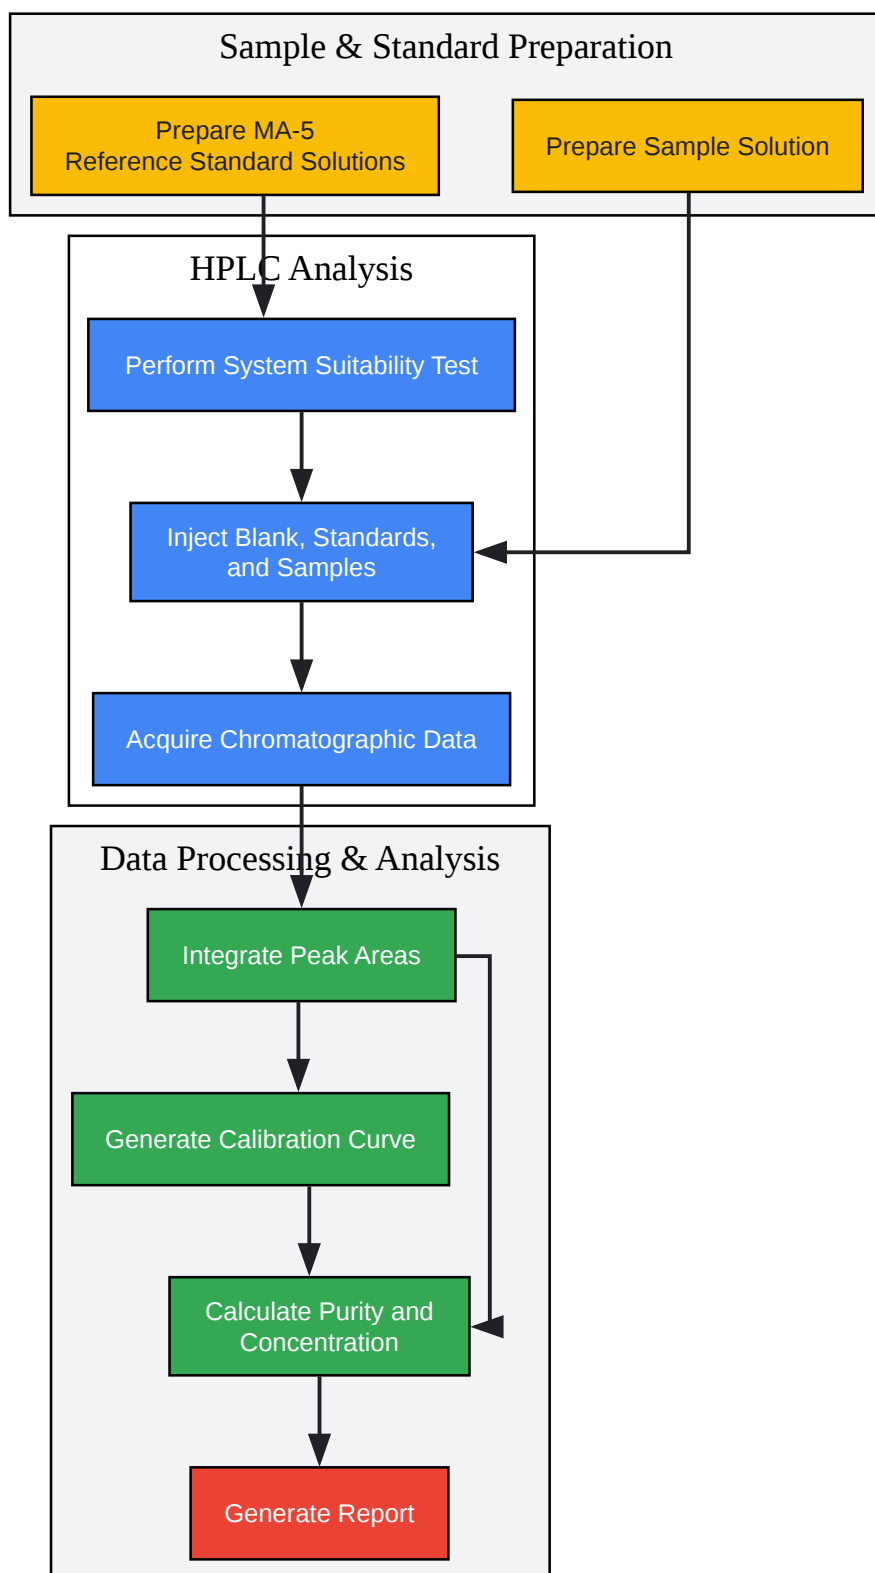 Sample & Standard Preparation
Prepare MA-5
Reference Standard Solutions
Prepare Sample Solution
HPLC Analysis
Perform System Suitability Test
Inject Blank, Standards,
and Samples
Acquire Chromatographic Data
Data Processing & Analysis
Integrate Peak Areas
Generate Calibration Curve
Calculate Purity and
Concentration
Generate Report